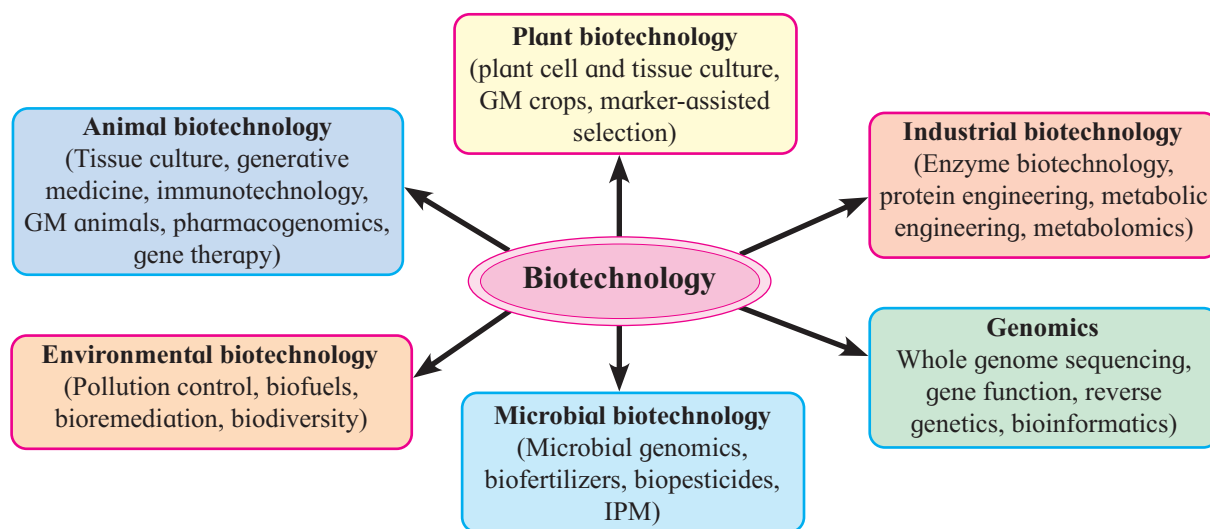 Plant biotechnology
(plant cell and tissue culture,
GM crops, marker-assisted
selection)
Animal biotechnology
(Tissue culture, generative
medicine, immunotechnology,
GM animals, pharmacogenomics,
gene therapy)
Industrial biotechnology
(Enzyme biotechnology,
protein engineering, metabolic
engineering, metabolomics)
Biotechnology
Environmental biotechnology
(Pollution control, biofuels,
bioremediation, biodiversity)
Microbial biotechnology
(Microbial genomics,
biofertilizers, biopesticides,
IPM)
Genomics
Whole genome sequencing,
gene function, reverse
genetics, bioinformatics)